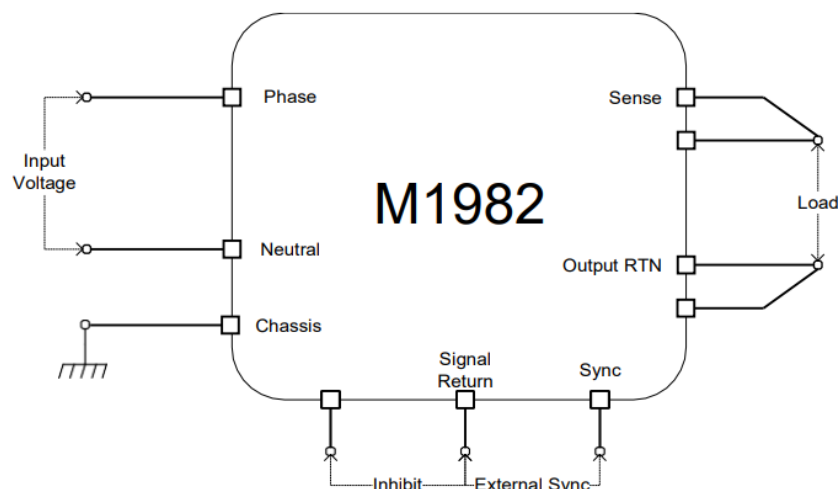 Phase
Sense
Input
Voltage
Load
M1982
Neutral
Output RTN
Chassis
Signal
Return
Sync
Inhibit
External Sync